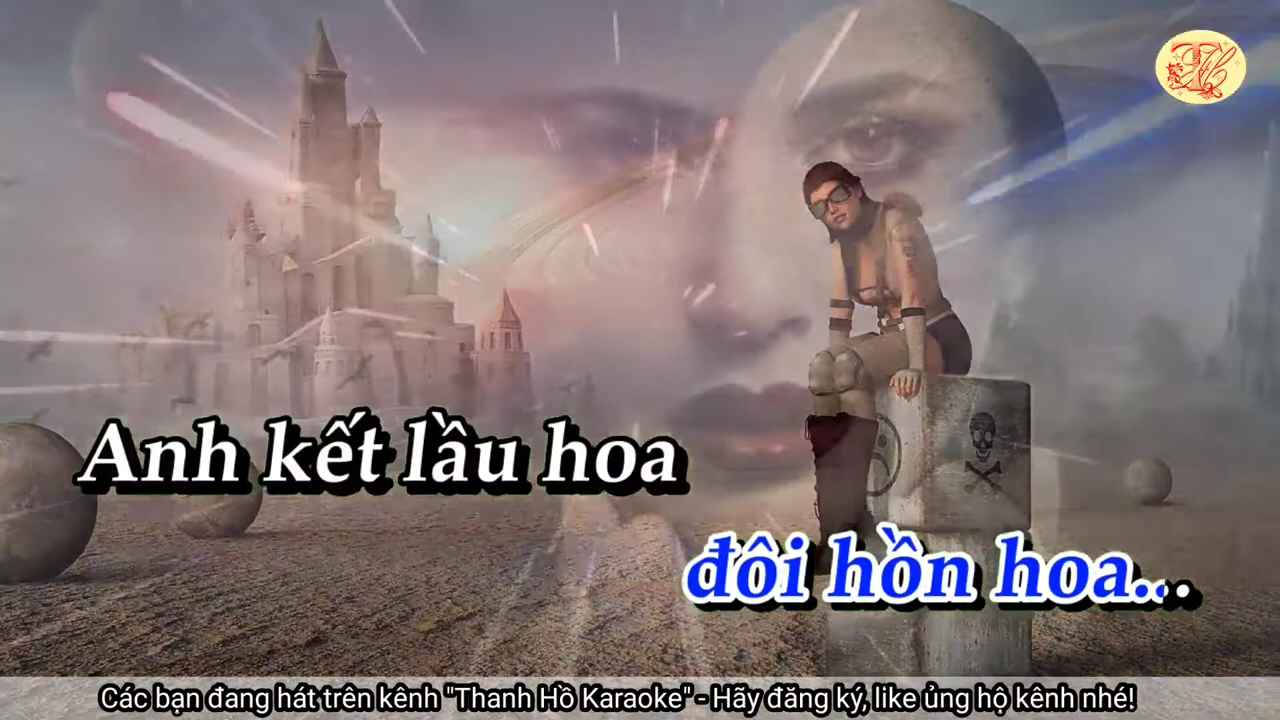 Anh kết lầu hoa
đôi hồn hoa...
Các bạn đang hát trên kênh "Thanh Hồ Karaoke" - Hãy đăng ký, like ủng hộ kênh nhé!